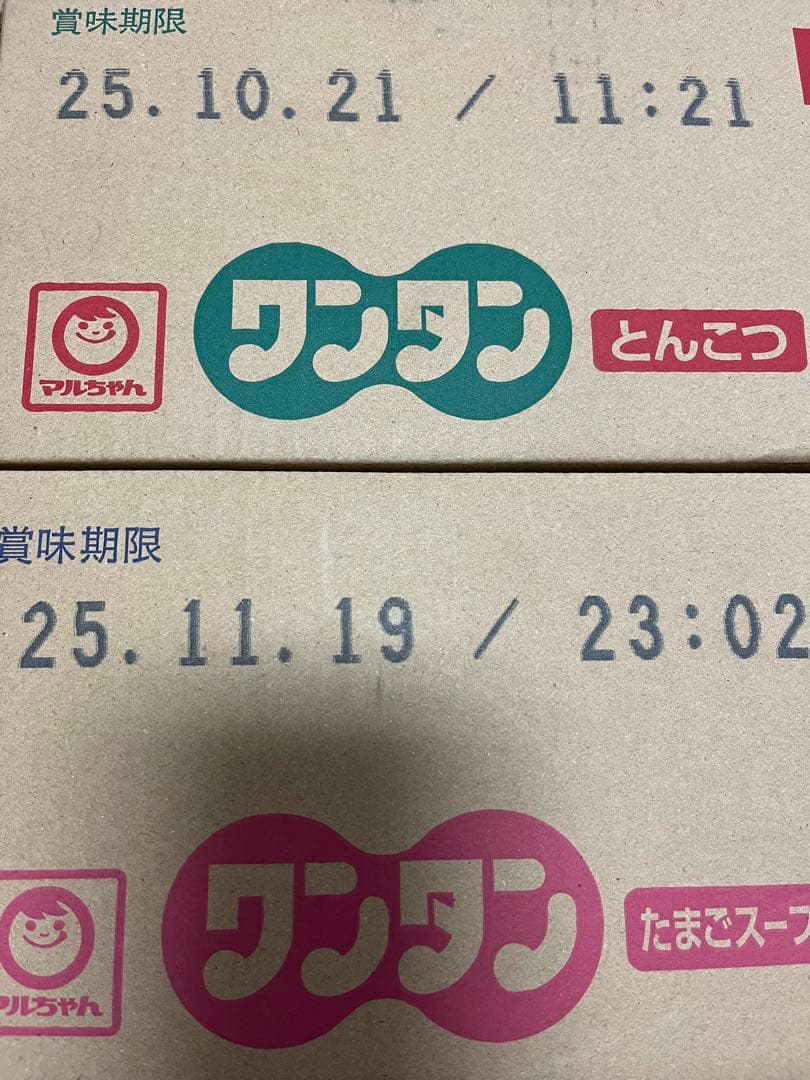 賞味期限
25.10.21 / 11:21
マルちゃん
ワンタン
とんこつ
賞味期限
25.11.19 / 23:02
マルちゃん
ワンタン
たまごスープ